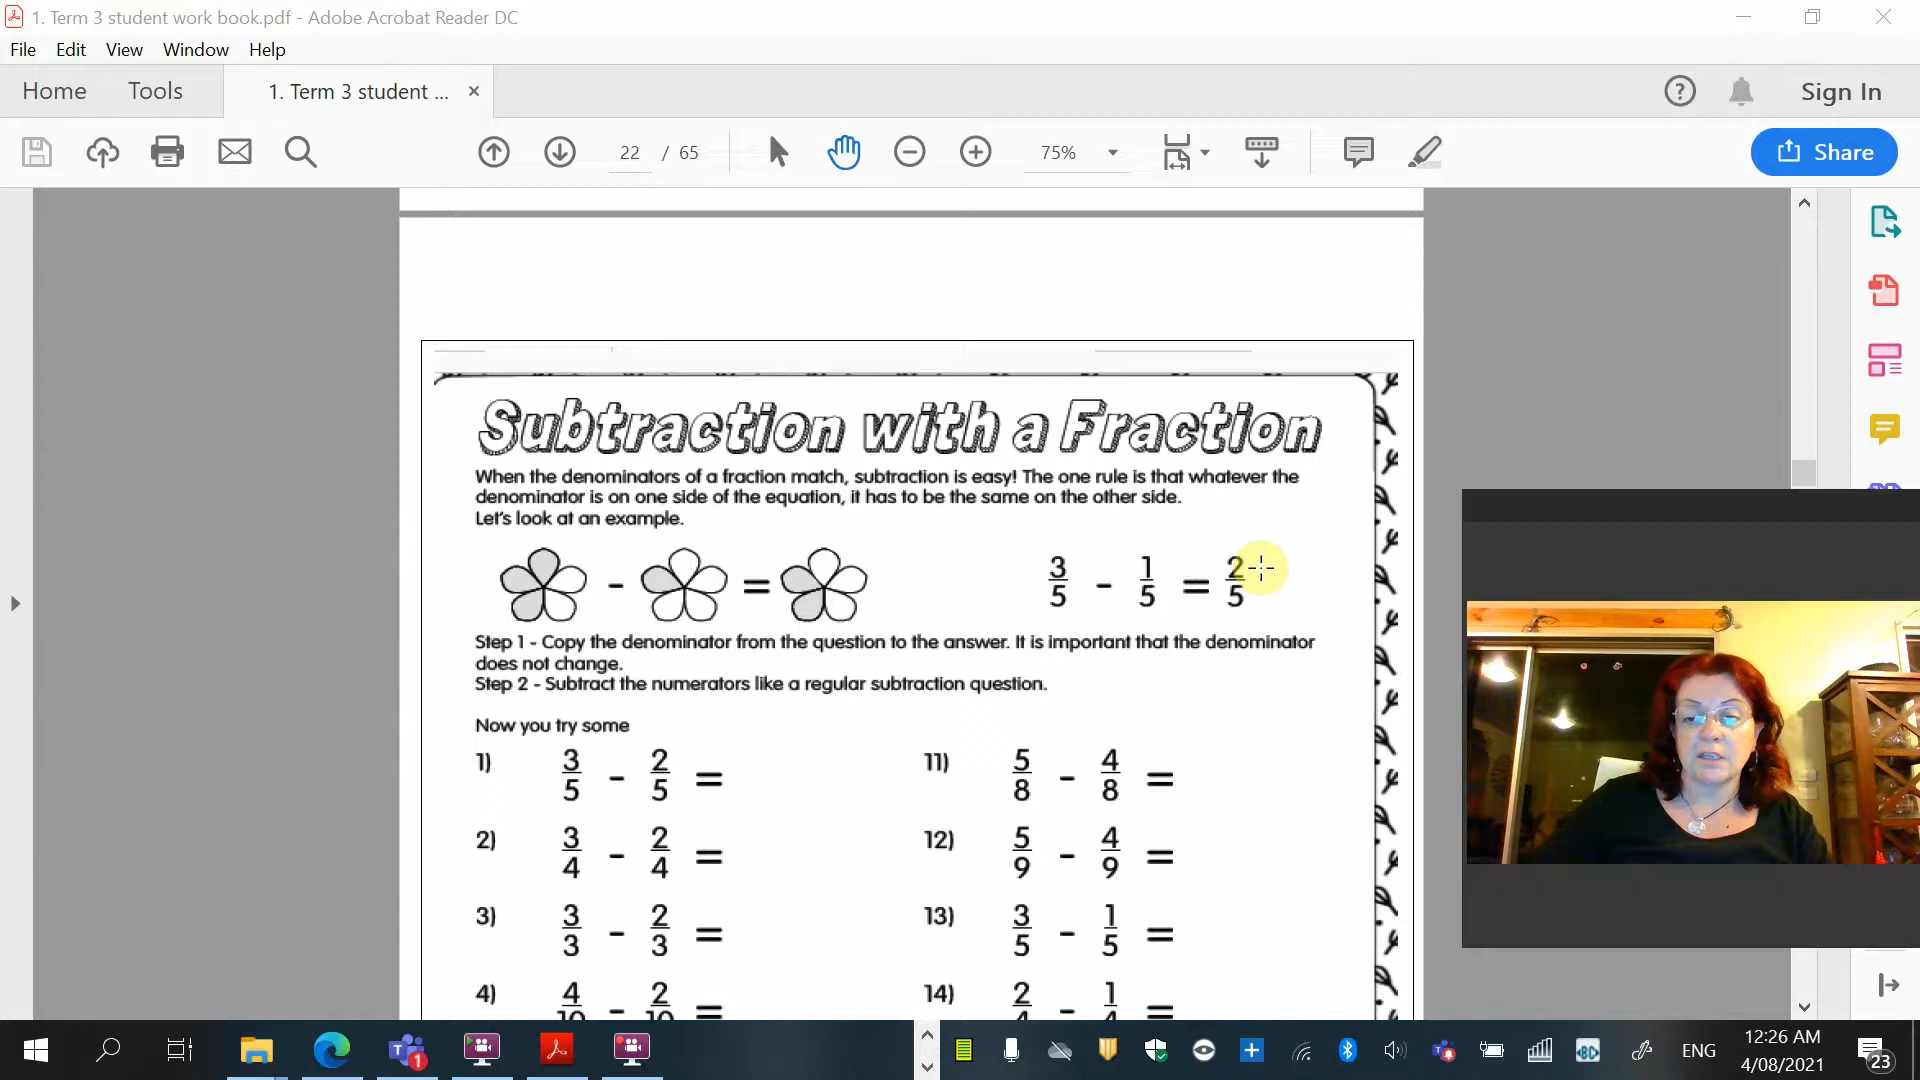 1. Term 3 student work book.pdf - Adobe Acrobat Reader DC
File Edit View Window Help
Home Tools 1. Term 3 student ... × Sign In
22 / 65 75% Share
Subtraction with a Fraction
When the denominators of a fraction match, subtraction is easy! The one rule is that whatever the
denominator is on one side of the equation, it has to be the same on the other side.
Let's look at an example.
- = 3/5 - 1/5 = 2/5
Step 1 - Copy the denominator from the question to the answer. It is important that the denominator
does not change.
Step 2 - Subtract the numerators like a regular subtraction question.
Now you try some
1) 3/5 - 2/5 = 11) 5/8 - 4/8 =
2) 3/4 - 2/4 = 12) 5/9 - 4/9 =
3) 3/3 - 2/3 = 13) 3/5 - 1/5 =
4) 4/10 - 2/10 = 14) 2/4 - 1/4 =
1 ENG 12:26 AM
4/08/2021 23